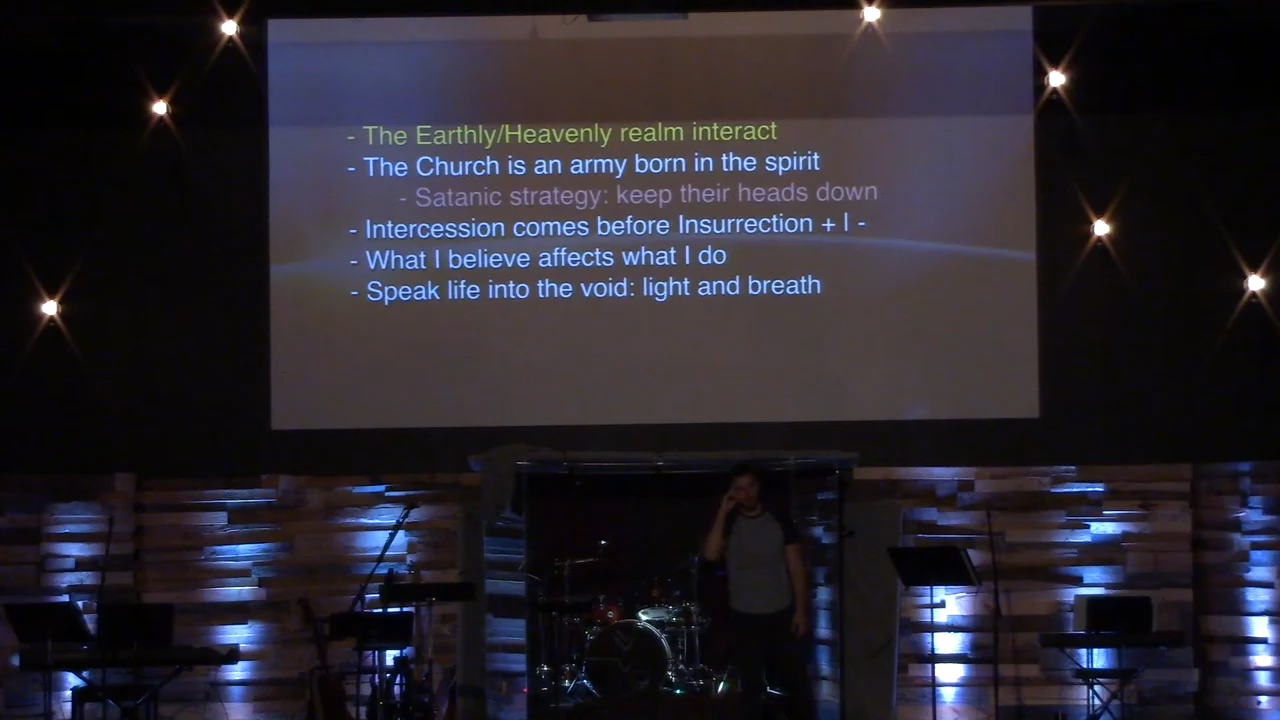 - The Earthly/Heavenly realm interact
- The Church is an army born in the spirit
- Satanic strategy: keep their heads down
- Intercession comes before Insurrection + I -
- What I believe affects what I do
- Speak life into the void: light and breath